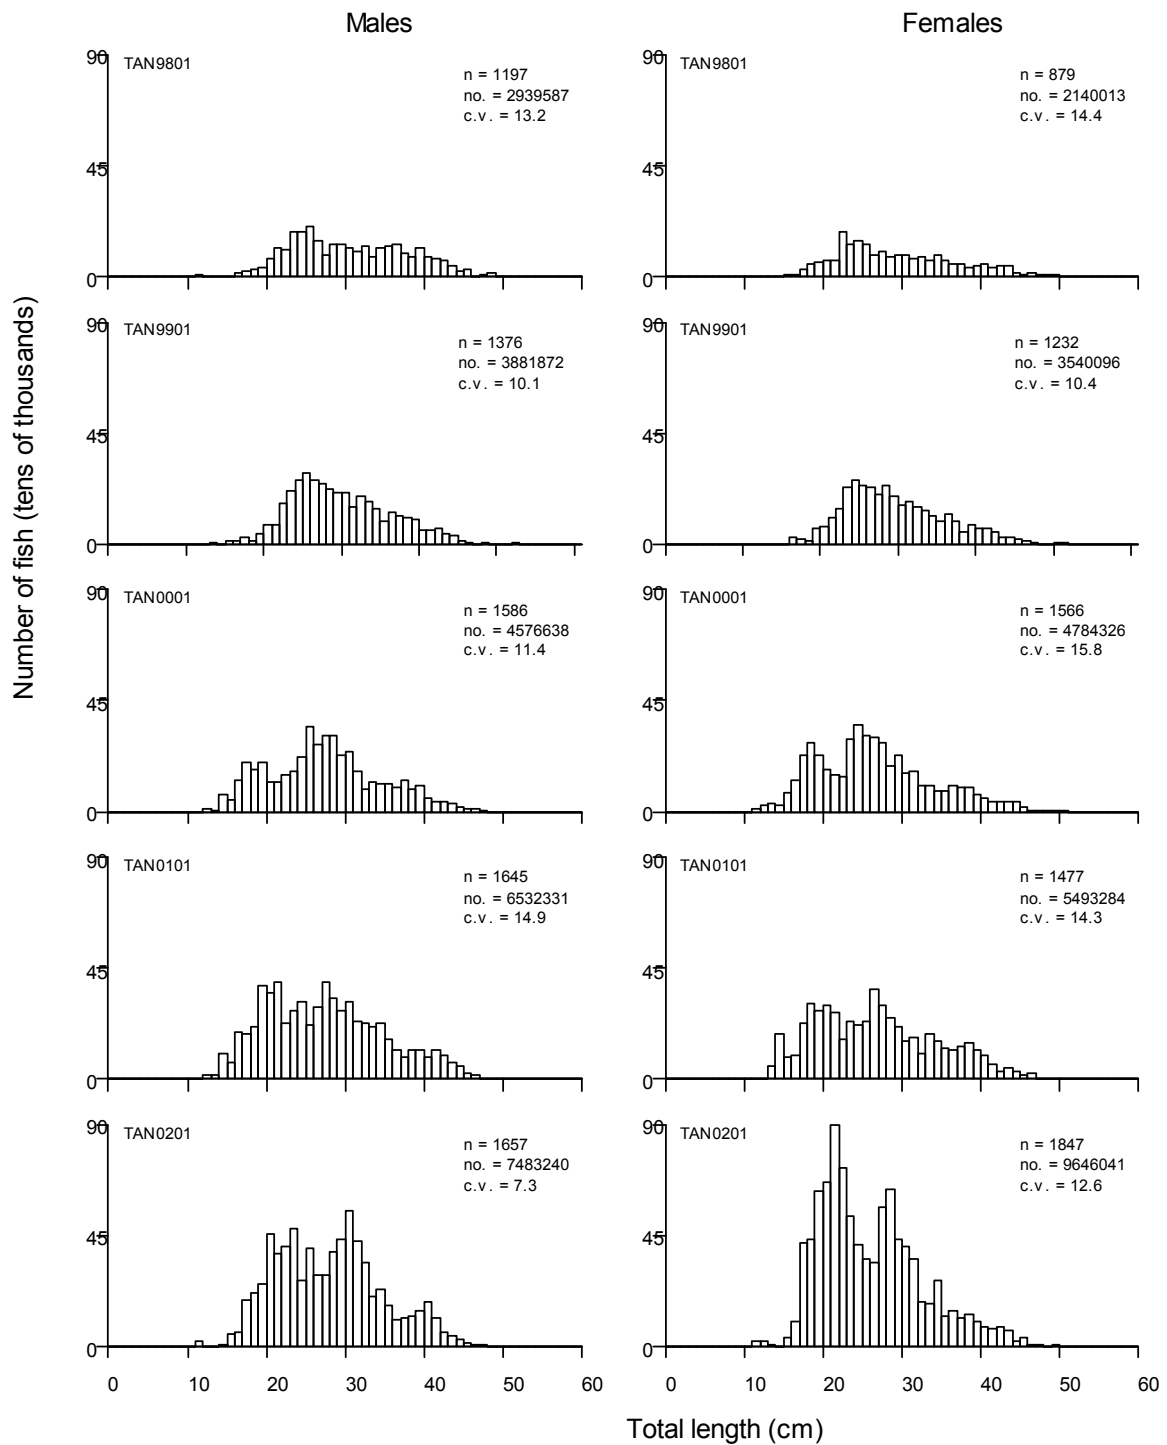 Males
Females
Number of fish (tens of thousands)
90
TAN9801
n = 1197
no. = 2939587
c.v. = 13.2
45
0
90
TAN9801
n = 879
no. = 2140013
c.v. = 14.4
45
0
90
TAN9901
n = 1376
no. = 3881872
c.v. = 10.1
45
0
90
TAN9901
n = 1232
no. = 3540096
c.v. = 10.4
45
0
90
TAN0001
n = 1586
no. = 4576638
c.v. = 11.4
45
0
90
TAN0001
n = 1566
no. = 4784326
c.v. = 15.8
45
0
90
TAN0101
n = 1645
no. = 6532331
c.v. = 14.9
45
0
90
TAN0101
n = 1477
no. = 5493284
c.v. = 14.3
45
0
90
TAN0201
n = 1657
no. = 7483240
c.v. = 7.3
45
0
90
TAN0201
n = 1847
no. = 9646041
c.v. = 12.6
45
0
0 10 20 30 40 50 60
0 10 20 30 40 50 60
Total length (cm)